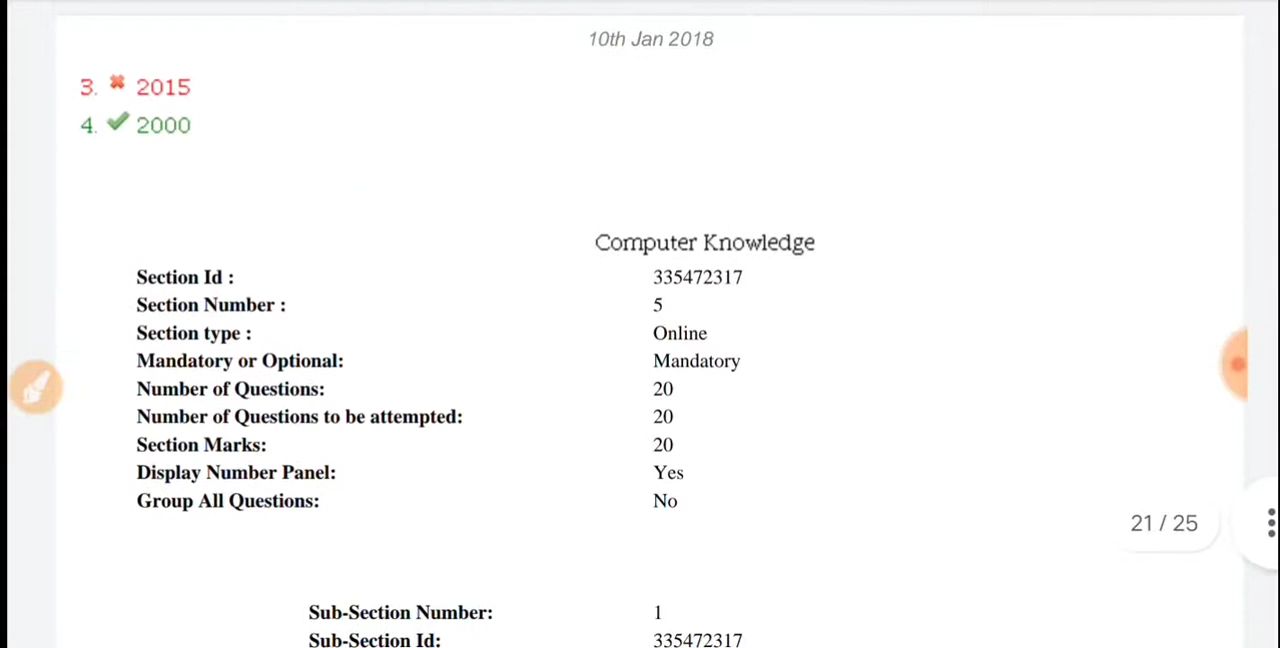 10th Jan 2018
3. ✖ 2015
4. ✔ 2000
Computer Knowledge
Section Id : 335472317
Section Number : 5
Section type : Online
Mandatory or Optional: Mandatory
Number of Questions: 20
Number of Questions to be attempted: 20
Section Marks: 20
Display Number Panel: Yes
Group All Questions: No
21 / 25
Sub-Section Number: 1
Sub-Section Id: 335472317